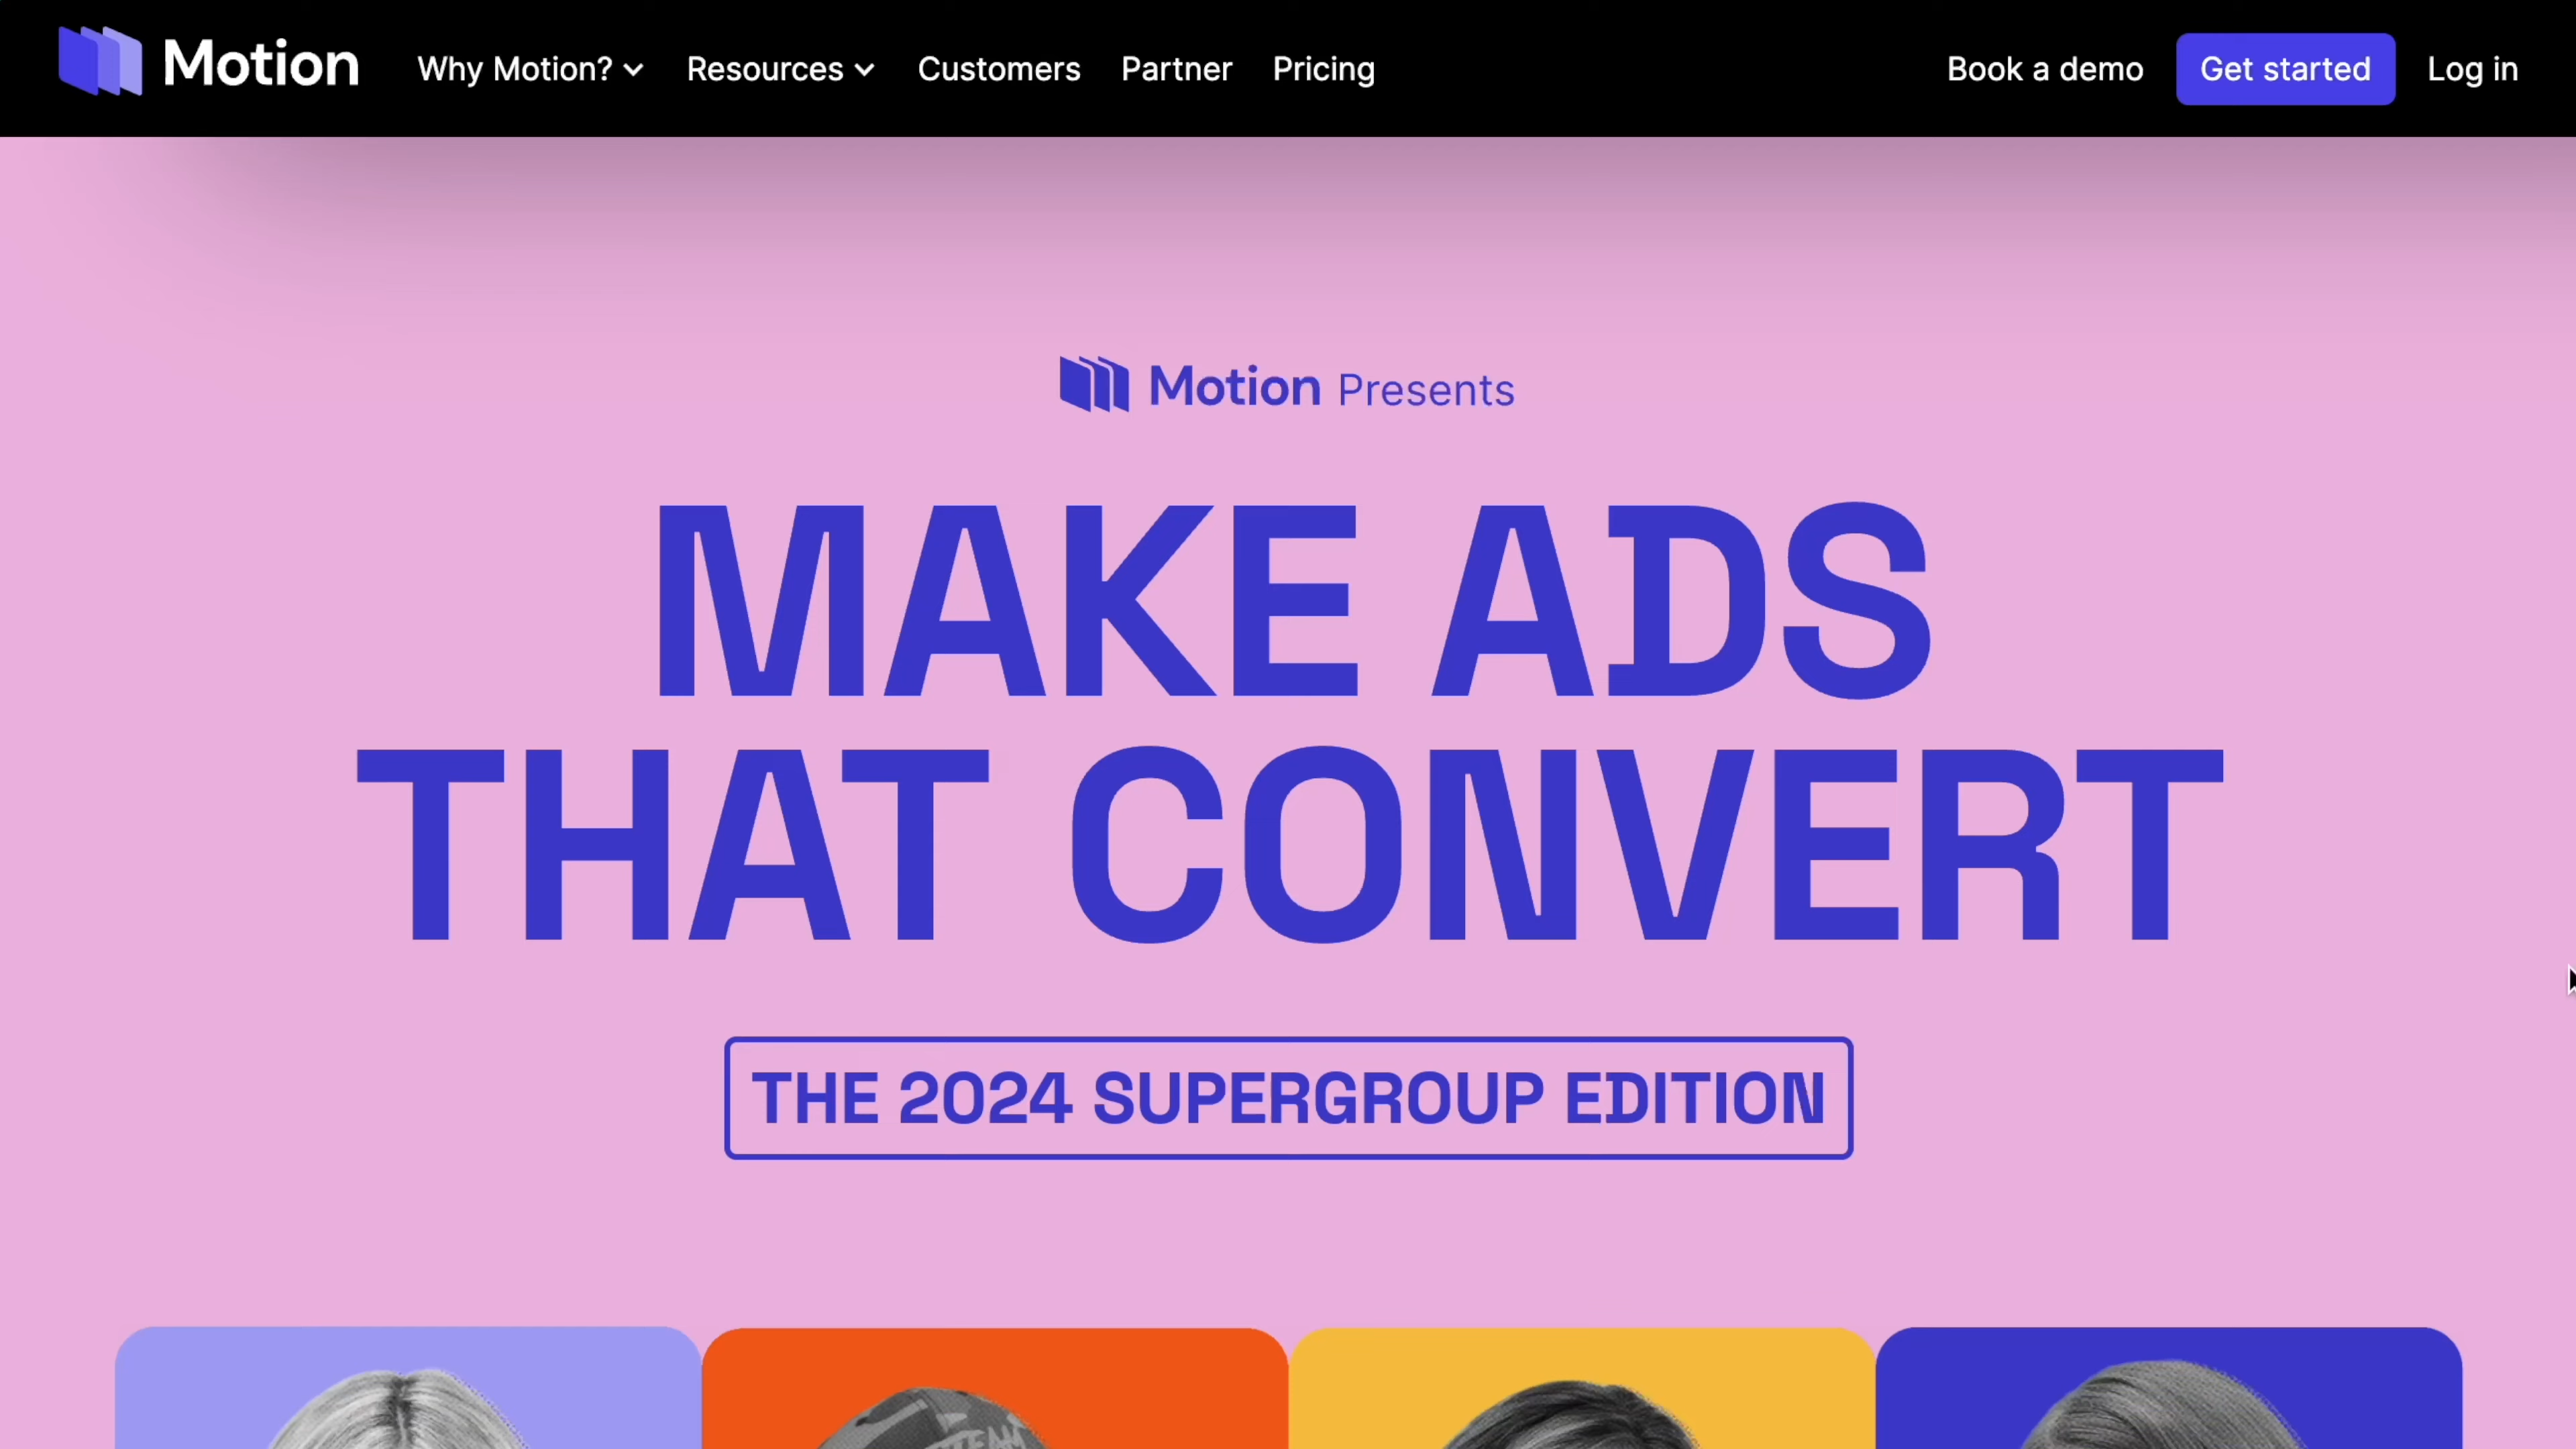 Motion
Why Motion?
Resources
Customers
Partner
Pricing
Book a demo
Get started
Log in
Motion Presents
MAKE ADS
THAT CONVERT
THE 2024 SUPERGROUP EDITION